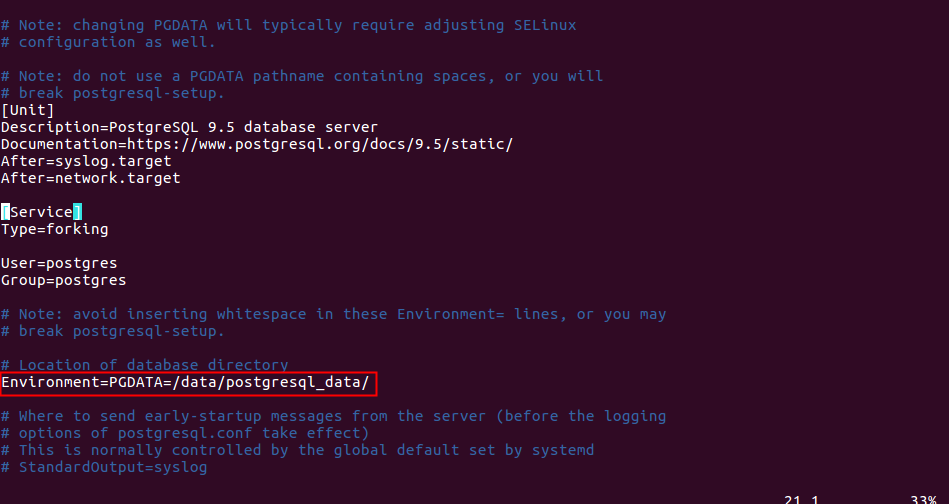 # Note: changing PGDATA will typically require adjusting SELinux
# configuration as well.
# Note: do not use a PGDATA pathname containing spaces, or you will
# break postgresql-setup.
[Unit]
Description=PostgreSQL 9.5 database server
Documentation=https://www.postgresql.org/docs/9.5/static/
After=syslog.target
After=network.target
[Service]
Type=forking
User=postgres
Group=postgres
# Note: avoid inserting whitespace in these Environment= lines, or you may
# break postgresql-setup.
# Location of database directory
Environment=PGDATA=/data/postgresql_data/
# Where to send early-startup messages from the server (before the logging
# options of postgresql.conf take effect)
# This is normally controlled by the global default set by systemd
# StandardOutput=syslog
21,1 33%